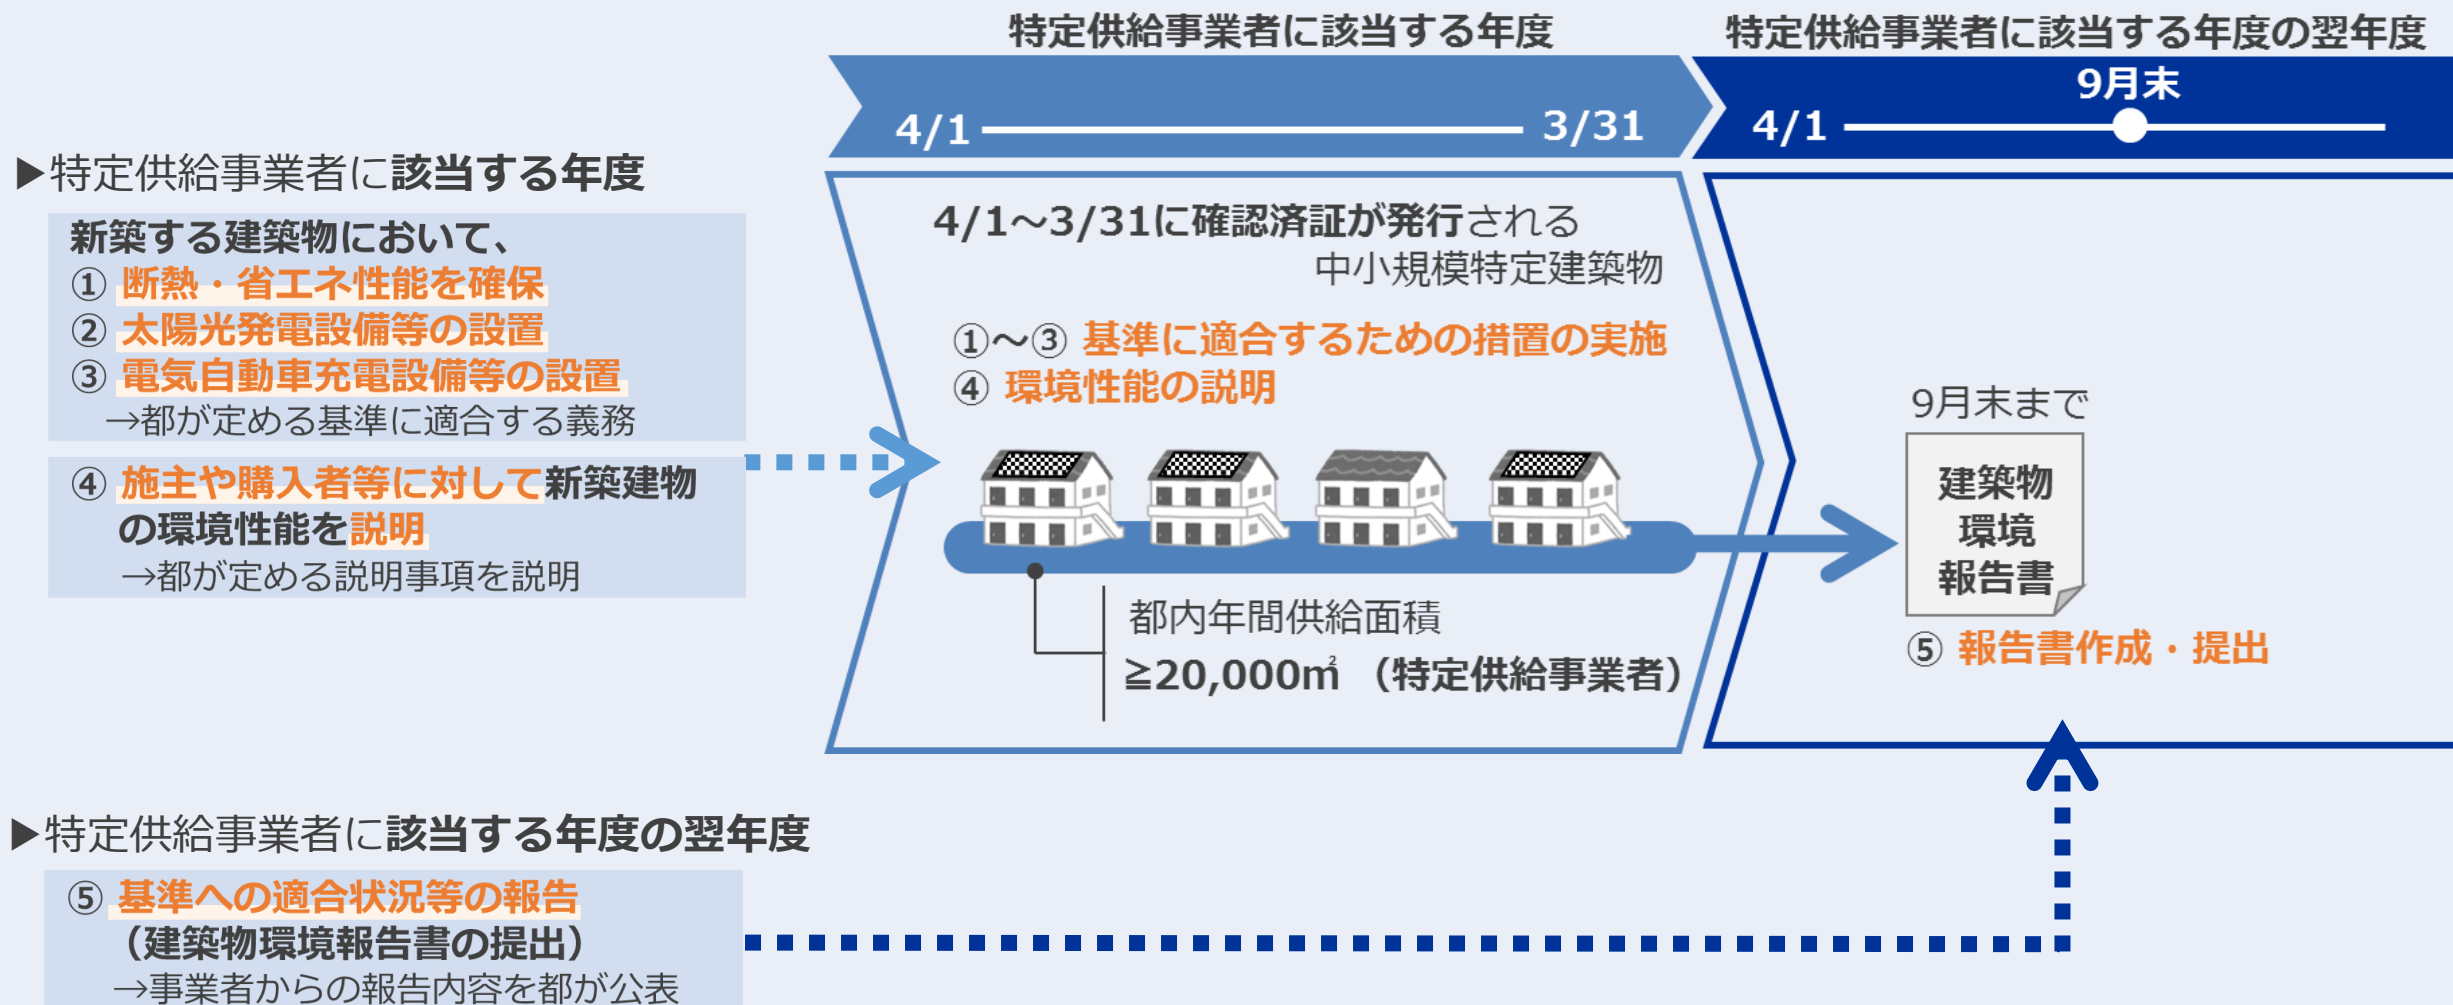 特定供給事業者に該当する年度
特定供給事業者に該当する年度の翌年度
4/1
3/31
4/1
9月末
▶特定供給事業者に該当する年度
新築する建築物において、
① 断熱・省エネ性能を確保
② 太陽光発電設備等の設置
③ 電気自動車充電設備等の設置
→都が定める基準に適合する義務
④ 施主や購入者等に対して新築建物
の環境性能を説明
→都が定める説明事項を説明
4/1～3/31に確認済証が発行される
中小規模特定建築物
①～③ 基準に適合するための措置の実施
④ 環境性能の説明
都内年間供給面積
≧20,000㎡ （特定供給事業者）
9月末まで
建築物
環境
報告書
⑤ 報告書作成・提出
▶特定供給事業者に該当する年度の翌年度
⑤ 基準への適合状況等の報告
（建築物環境報告書の提出）
→事業者からの報告内容を都が公表